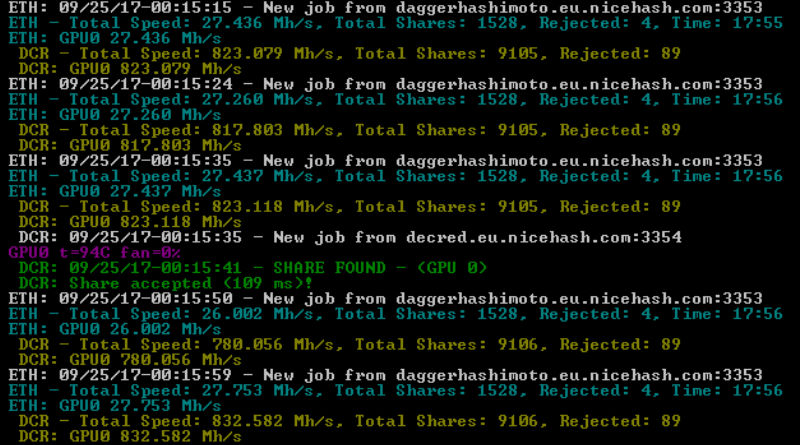 ETH: 09/25/17-00:15:15 - New job from daggerhashimoto.eu.nicehash.com:3353
ETH - Total Speed: 27.436 Mh/s, Total Shares: 1528, Rejected: 4, Time: 17:55
ETH: GPU0 27.436 Mh/s
DCR - Total Speed: 823.079 Mh/s, Total Shares: 9105, Rejected: 89
DCR: GPU0 823.079 Mh/s
ETH: 09/25/17-00:15:24 - New job from daggerhashimoto.eu.nicehash.com:3353
ETH - Total Speed: 27.260 Mh/s, Total Shares: 1528, Rejected: 4, Time: 17:56
ETH: GPU0 27.260 Mh/s
DCR - Total Speed: 817.803 Mh/s, Total Shares: 9105, Rejected: 89
DCR: GPU0 817.803 Mh/s
ETH: 09/25/17-00:15:35 - New job from daggerhashimoto.eu.nicehash.com:3353
ETH - Total Speed: 27.437 Mh/s, Total Shares: 1528, Rejected: 4, Time: 17:56
ETH: GPU0 27.437 Mh/s
DCR - Total Speed: 823.118 Mh/s, Total Shares: 9105, Rejected: 89
DCR: GPU0 823.118 Mh/s
DCR: 09/25/17-00:15:35 - New job from decred.eu.nicehash.com:3354
GPU0 t=94C fan=0%
DCR: 09/25/17-00:15:41 - SHARE FOUND - (GPU 0)
DCR: Share accepted (109 ms)!
ETH: 09/25/17-00:15:50 - New job from daggerhashimoto.eu.nicehash.com:3353
ETH - Total Speed: 26.002 Mh/s, Total Shares: 1528, Rejected: 4, Time: 17:56
ETH: GPU0 26.002 Mh/s
DCR - Total Speed: 780.056 Mh/s, Total Shares: 9106, Rejected: 89
DCR: GPU0 780.056 Mh/s
ETH: 09/25/17-00:15:59 - New job from daggerhashimoto.eu.nicehash.com:3353
ETH - Total Speed: 27.753 Mh/s, Total Shares: 1528, Rejected: 4, Time: 17:56
ETH: GPU0 27.753 Mh/s
DCR - Total Speed: 832.582 Mh/s, Total Shares: 9106, Rejected: 89
DCR: GPU0 832.582 Mh/s